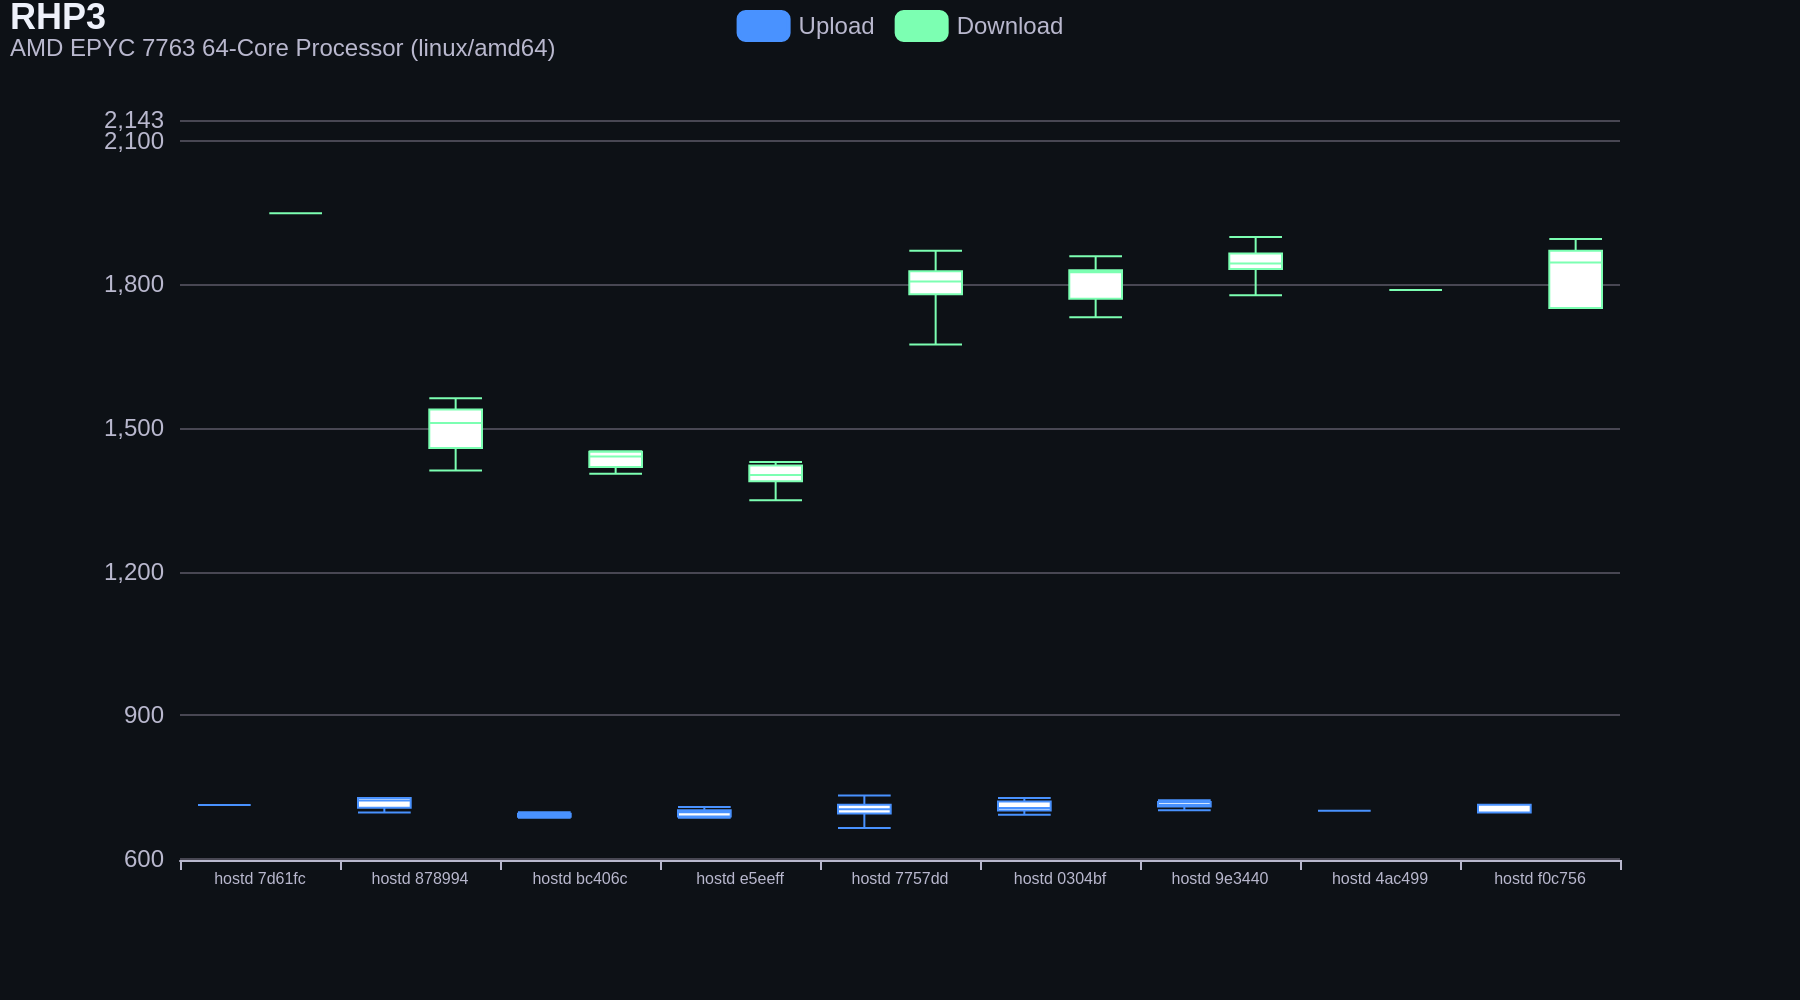 RHP3
AMD EPYC 7763 64-Core Processor (linux/amd64)
Upload
Download
2,143
2,100
1,800
1,500
1,200
900
600
hostd 7d61fc
hostd 878994
hostd bc406c
hostd e5eeff
hostd 7757dd
hostd 0304bf
hostd 9e3440
hostd 4ac499
hostd f0c756